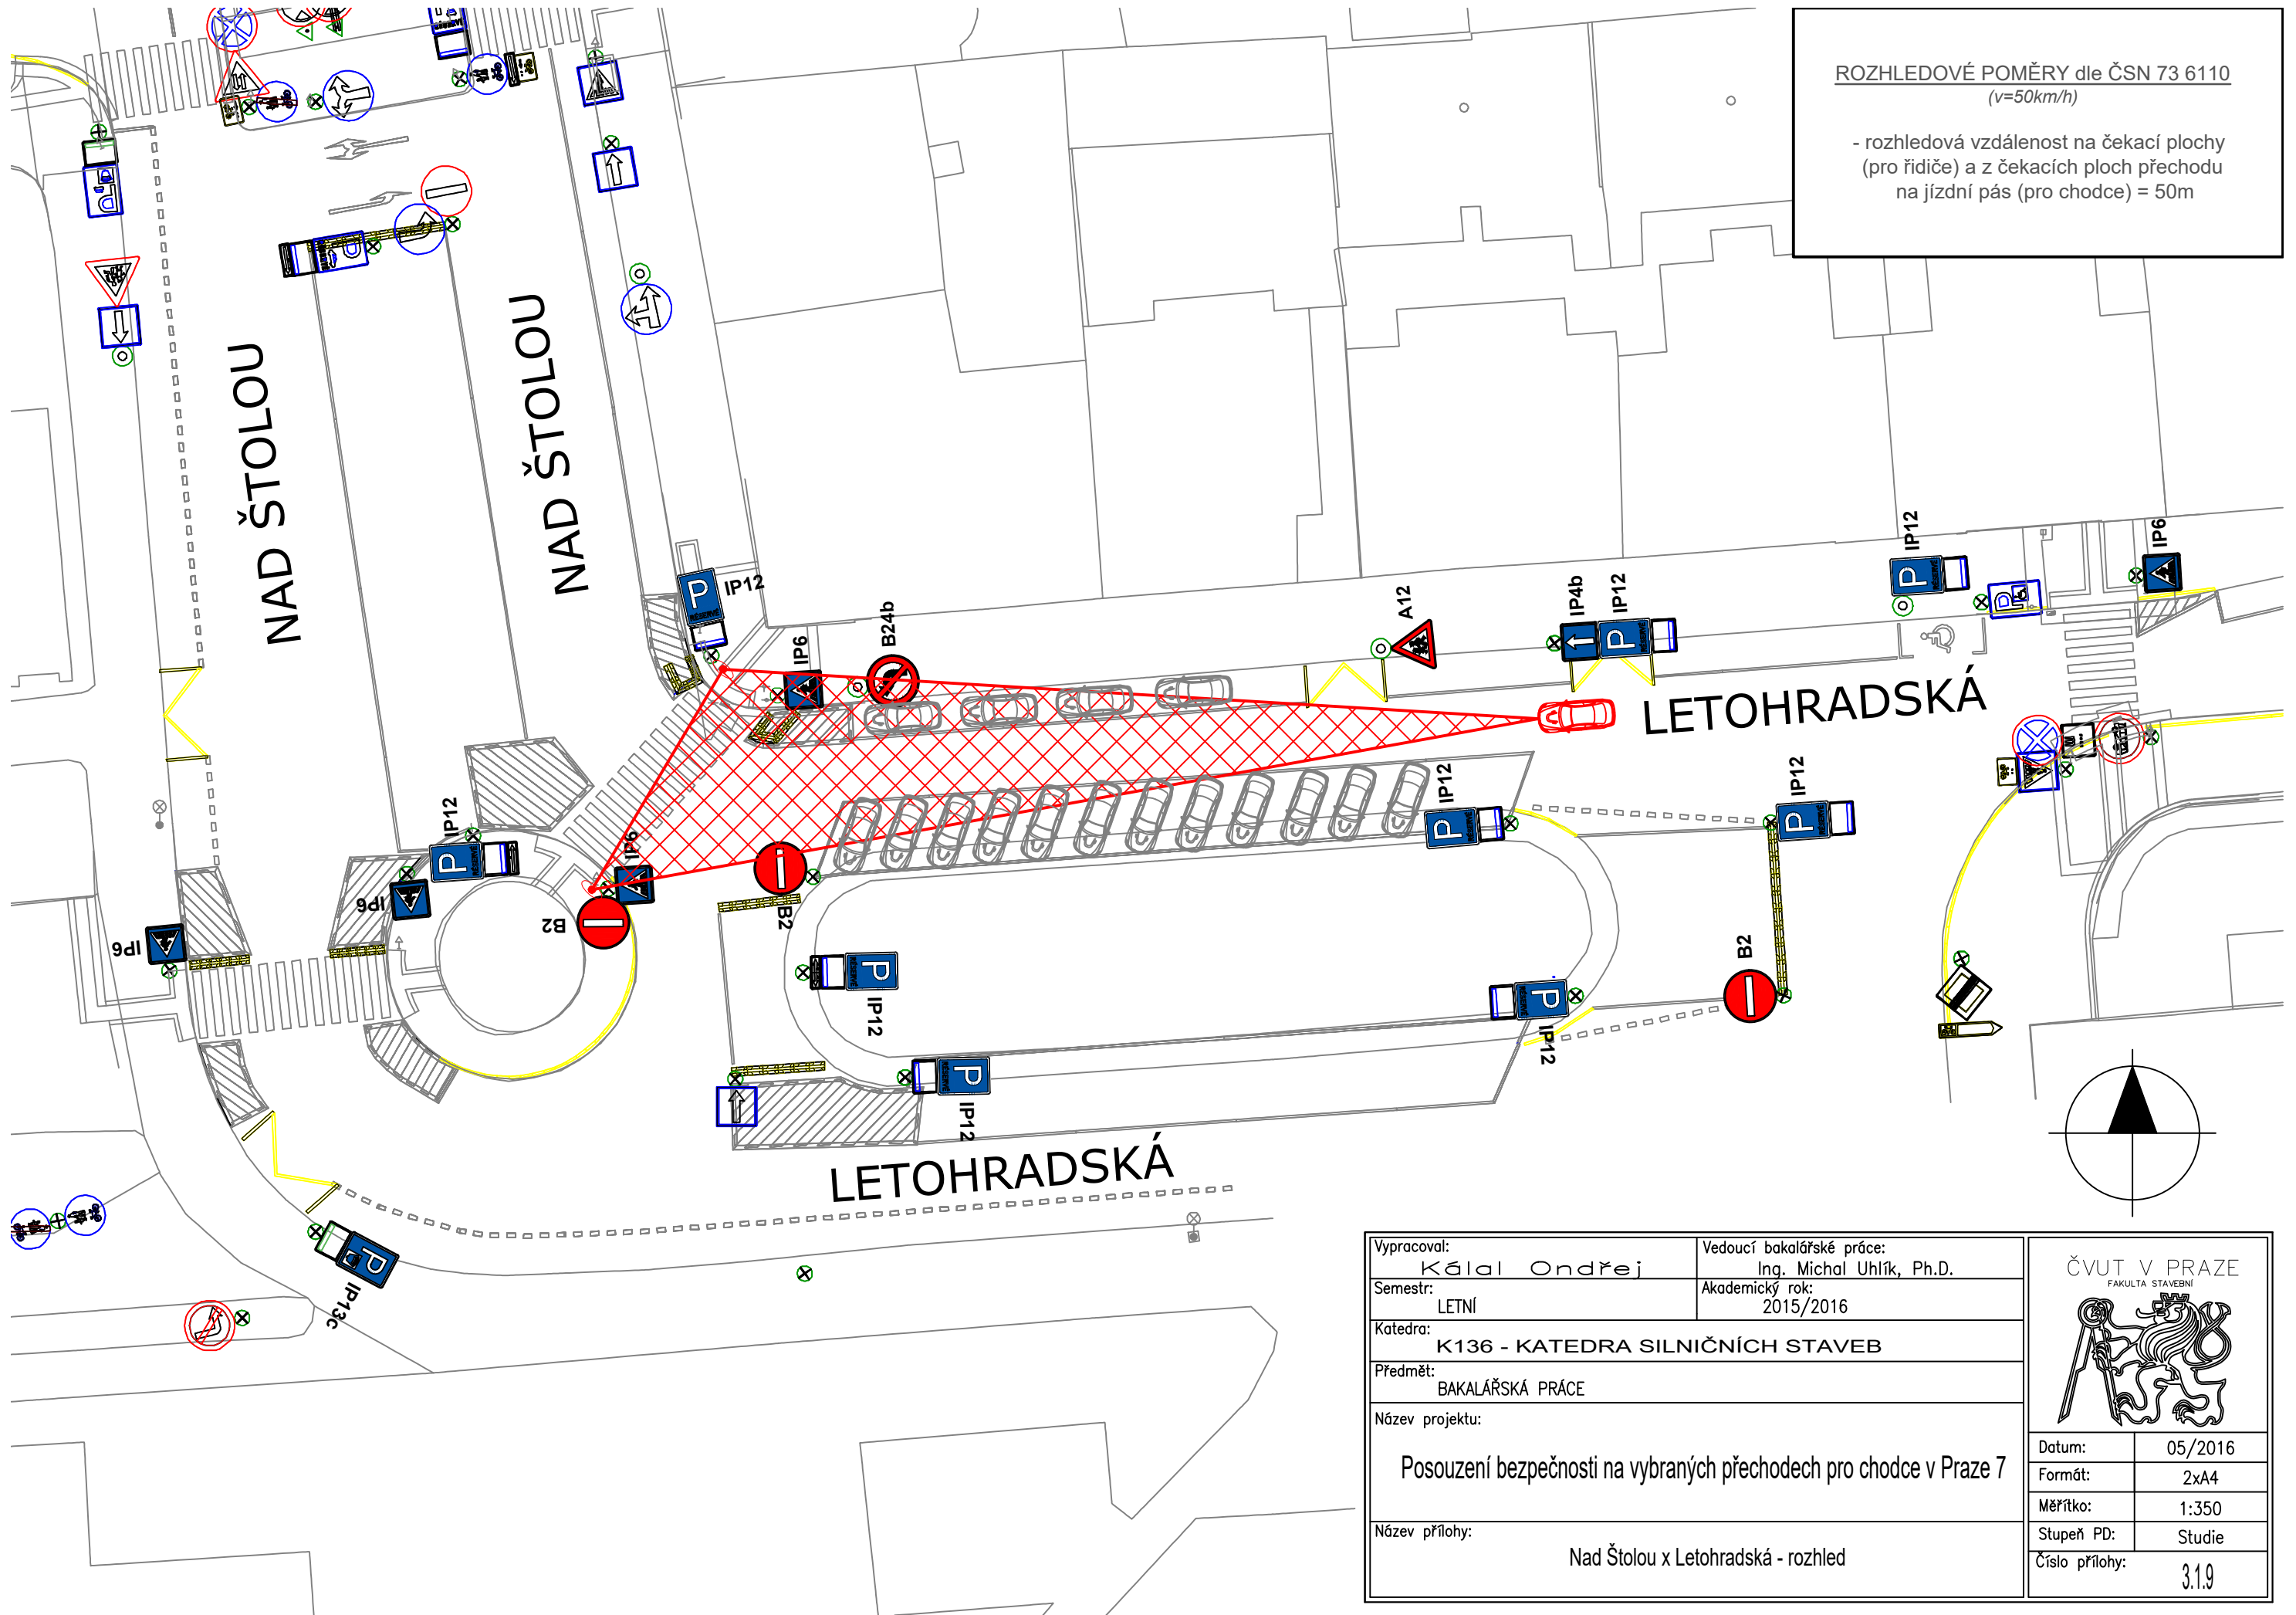 ROZHLEDOVÉ POMĚRY dle ČSN 73 6110
(v=50km/h)
- rozhledová vzdálenost na čekací plochy
(pro řidiče) a z čekacích ploch přechodu
na jízdní pás (pro chodce) = 50m
NAD ŠTOLOU
NAD ŠTOLOU
P
IP12
IP6
B24b
A12
IP4b
IP12
P
IP12
P
IP6
LETOHRADSKÁ
IP12
P
IP12
P
IP12
P
IP6
IP6
IP6
B2
B2
B2
P
IP12
P
IP12
P
IP12
LETOHRADSKÁ
P
IP13c
Vypracoval:
Kálal Ondřej
Vedoucí bakalářské práce:
Ing. Michal Uhlík, Ph.D.
Semestr:
LETNÍ
Akademický rok:
2015/2016
Katedra:
K136 - KATEDRA SILNIČNÍCH STAVEB
Předmět:
BAKALÁŘSKÁ PRÁCE
Název projektu:
Posouzení bezpečnosti na vybraných přechodech pro chodce v Praze 7
Název přílohy:
Nad Štolou x Letohradská - rozhled
ČVUT V PRAZE
FAKULTA STAVEBNÍ
Datum:
05/2016
Formát:
2xA4
Měřítko:
1:350
Stupeň PD:
Studie
Číslo přílohy:
3.1.9